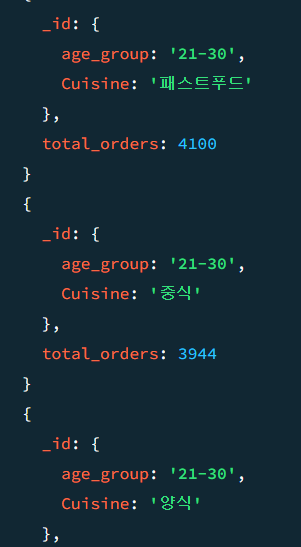 {
_id: {
age_group: '21-30',
Cuisine: '패스트푸드'
},
total_orders: 4100
}
{
_id: {
age_group: '21-30',
Cuisine: '중식'
},
total_orders: 3944
}
{
_id: {
age_group: '21-30',
Cuisine: '양식'
},